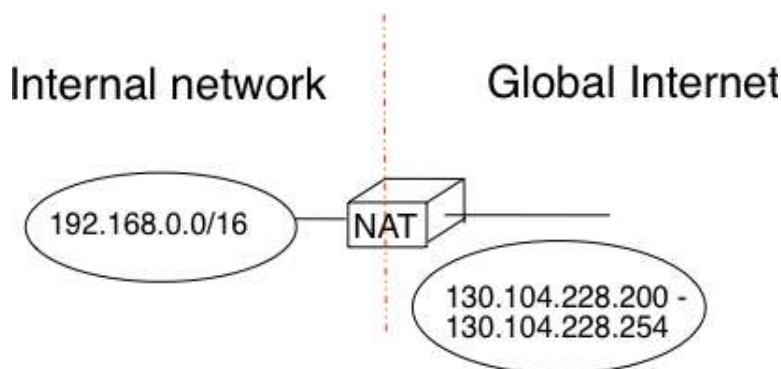 Internal network
Global Internet
192.168.0.0/16
NAT
130.104.228.200 -
130.104.228.254